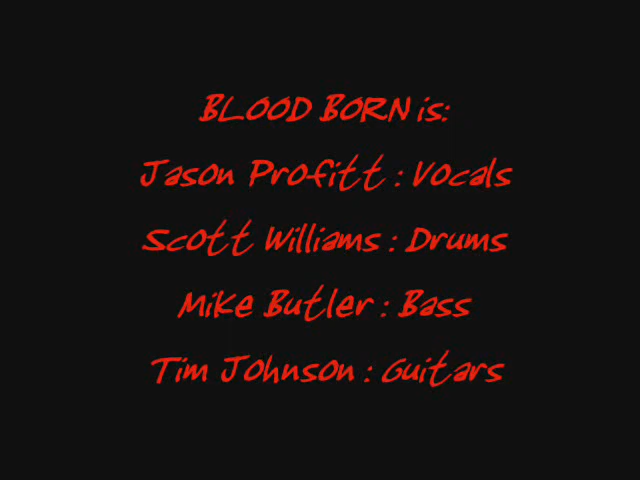 BLOOD BORN is:
Jason Profitt : Vocals
Scott Williams : Drums
Mike Butler : Bass
Tim Johnson : Guitars